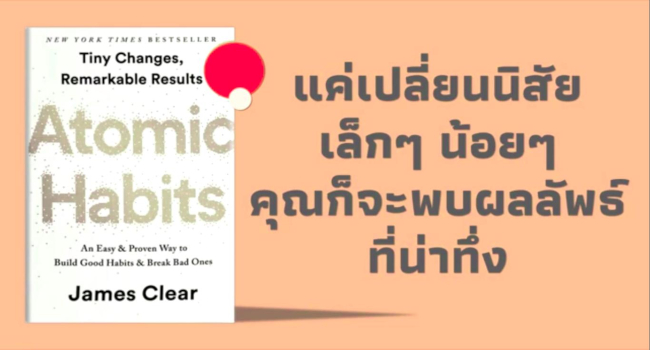 NEW YORK TIMES BESTSELLER
Tiny Changes,
Remarkable Results
Atomic
Habits
An Easy & Proven Way to
Build Good Habits & Break Bad Ones
James Clear
แค่เปลี่ยนนิสัย
เล็กๆ น้อยๆ
คุณก็จะพบผลลัพธ์
ที่น่าทึ่ง